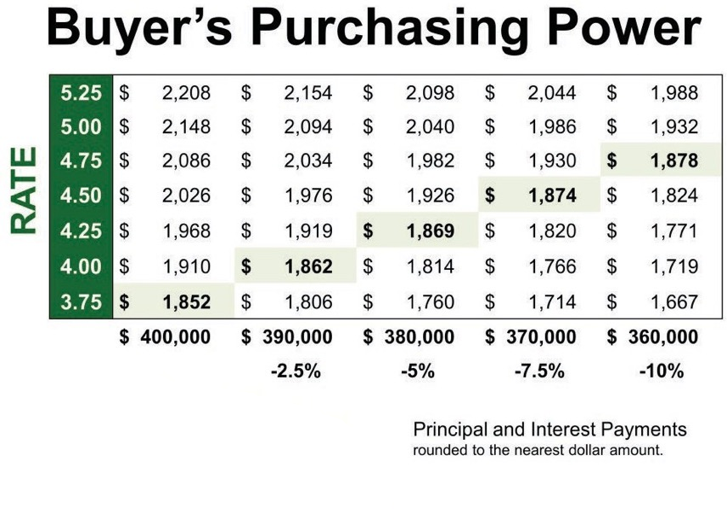 Buyer's Purchasing Power
RATE
5.25 $ 2,208 $ 2,154 $ 2,098 $ 2,044 $ 1,988
5.00 $ 2,148 $ 2,094 $ 2,040 $ 1,986 $ 1,932
4.75 $ 2,086 $ 2,034 $ 1,982 $ 1,930 $ 1,878
4.50 $ 2,026 $ 1,976 $ 1,926 $ 1,874 $ 1,824
4.25 $ 1,968 $ 1,919 $ 1,869 $ 1,820 $ 1,771
4.00 $ 1,910 $ 1,862 $ 1,814 $ 1,766 $ 1,719
3.75 $ 1,852 $ 1,806 $ 1,760 $ 1,714 $ 1,667
$ 400,000 $ 390,000 $ 380,000 $ 370,000 $ 360,000
-2.5% -5% -7.5% -10%
Principal and Interest Payments
rounded to the nearest dollar amount.